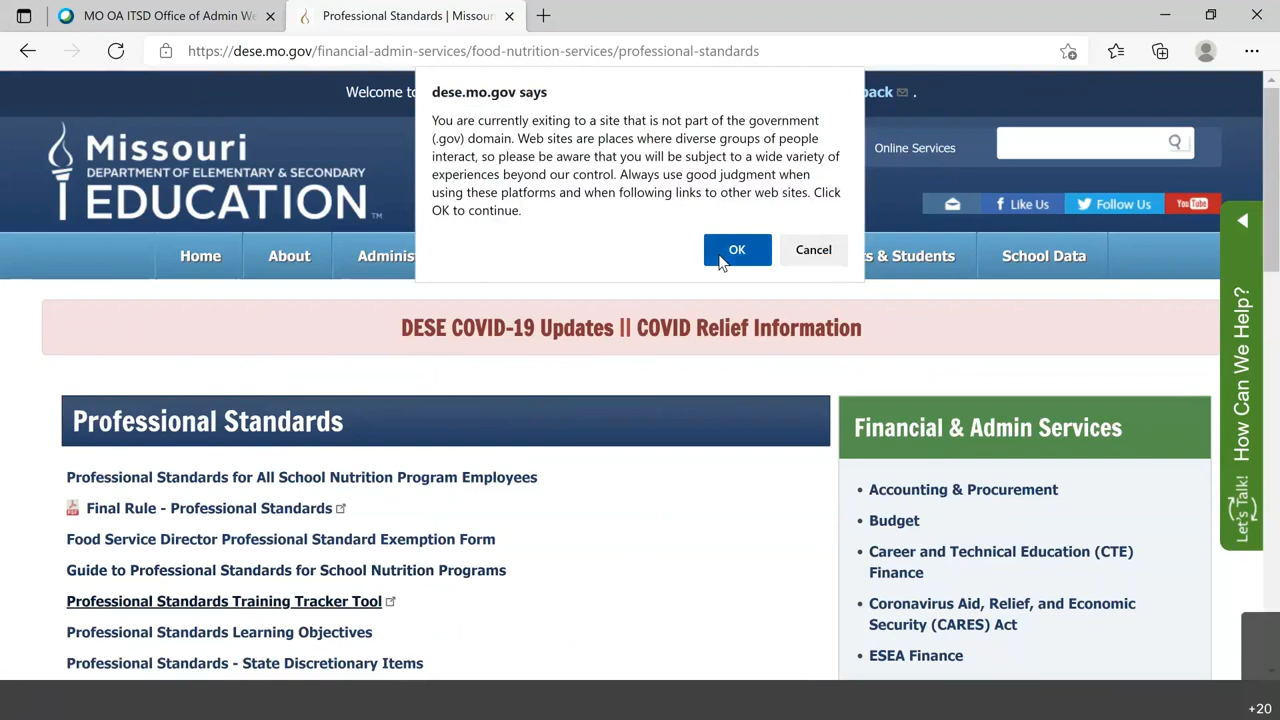 MO OA ITSD Office of Admin We
Professional Standards | Missour
https://dese.mo.gov/financial-admin-services/food-nutrition-services/professional-standards
dese.mo.gov says
You are currently exiting to a site that is not part of the government
(.gov) domain. Web sites are places where diverse groups of people
interact, so please be aware that you will be subject to a wide variety of
experiences beyond our control. Always use good judgment when
using these platforms and when following links to other web sites. Click
OK to continue.
OK
Cancel
Welcome to
back .
Missouri
DEPARTMENT OF ELEMENTARY & SECONDARY
EDUCATION™
Online Services
Like Us
Follow Us
YouTube
Home
About
Adminis
s & Students
School Data
DESE COVID-19 Updates || COVID Relief Information
Professional Standards
Professional Standards for All School Nutrition Program Employees
Final Rule - Professional Standards
Food Service Director Professional Standard Exemption Form
Guide to Professional Standards for School Nutrition Programs
Professional Standards Training Tracker Tool
Professional Standards Learning Objectives
Professional Standards - State Discretionary Items
Financial & Admin Services
• Accounting & Procurement
• Budget
• Career and Technical Education (CTE)
Finance
• Coronavirus Aid, Relief, and Economic
Security (CARES) Act
• ESEA Finance
How Can We Help?
Let's Talk!
+20